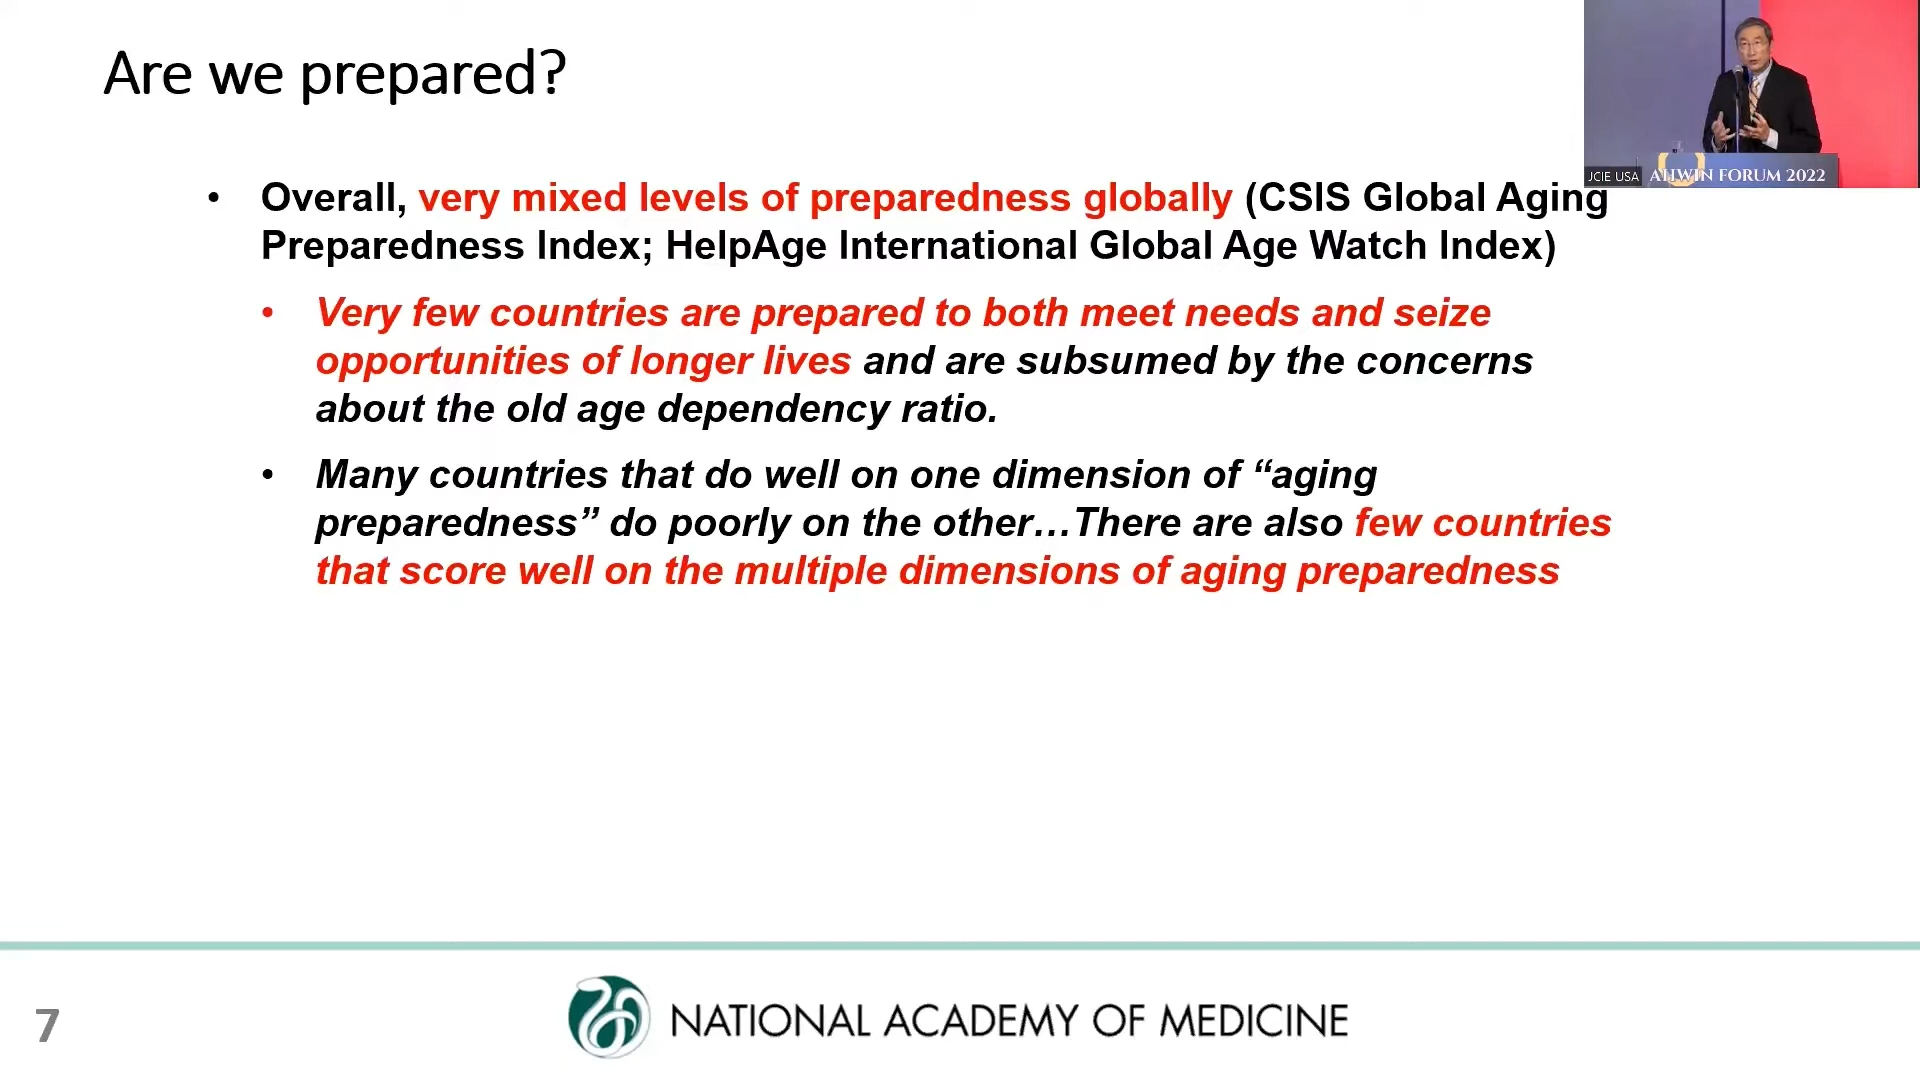 Are we prepared?
JCIE USA
AHWIN FORUM 2022
• Overall, very mixed levels of preparedness globally (CSIS Global Aging
Preparedness Index; HelpAge International Global Age Watch Index)
• Very few countries are prepared to both meet needs and seize
opportunities of longer lives and are subsumed by the concerns
about the old age dependency ratio.
• Many countries that do well on one dimension of “aging
preparedness” do poorly on the other…There are also few countries
that score well on the multiple dimensions of aging preparedness
7
NATIONAL ACADEMY OF MEDICINE